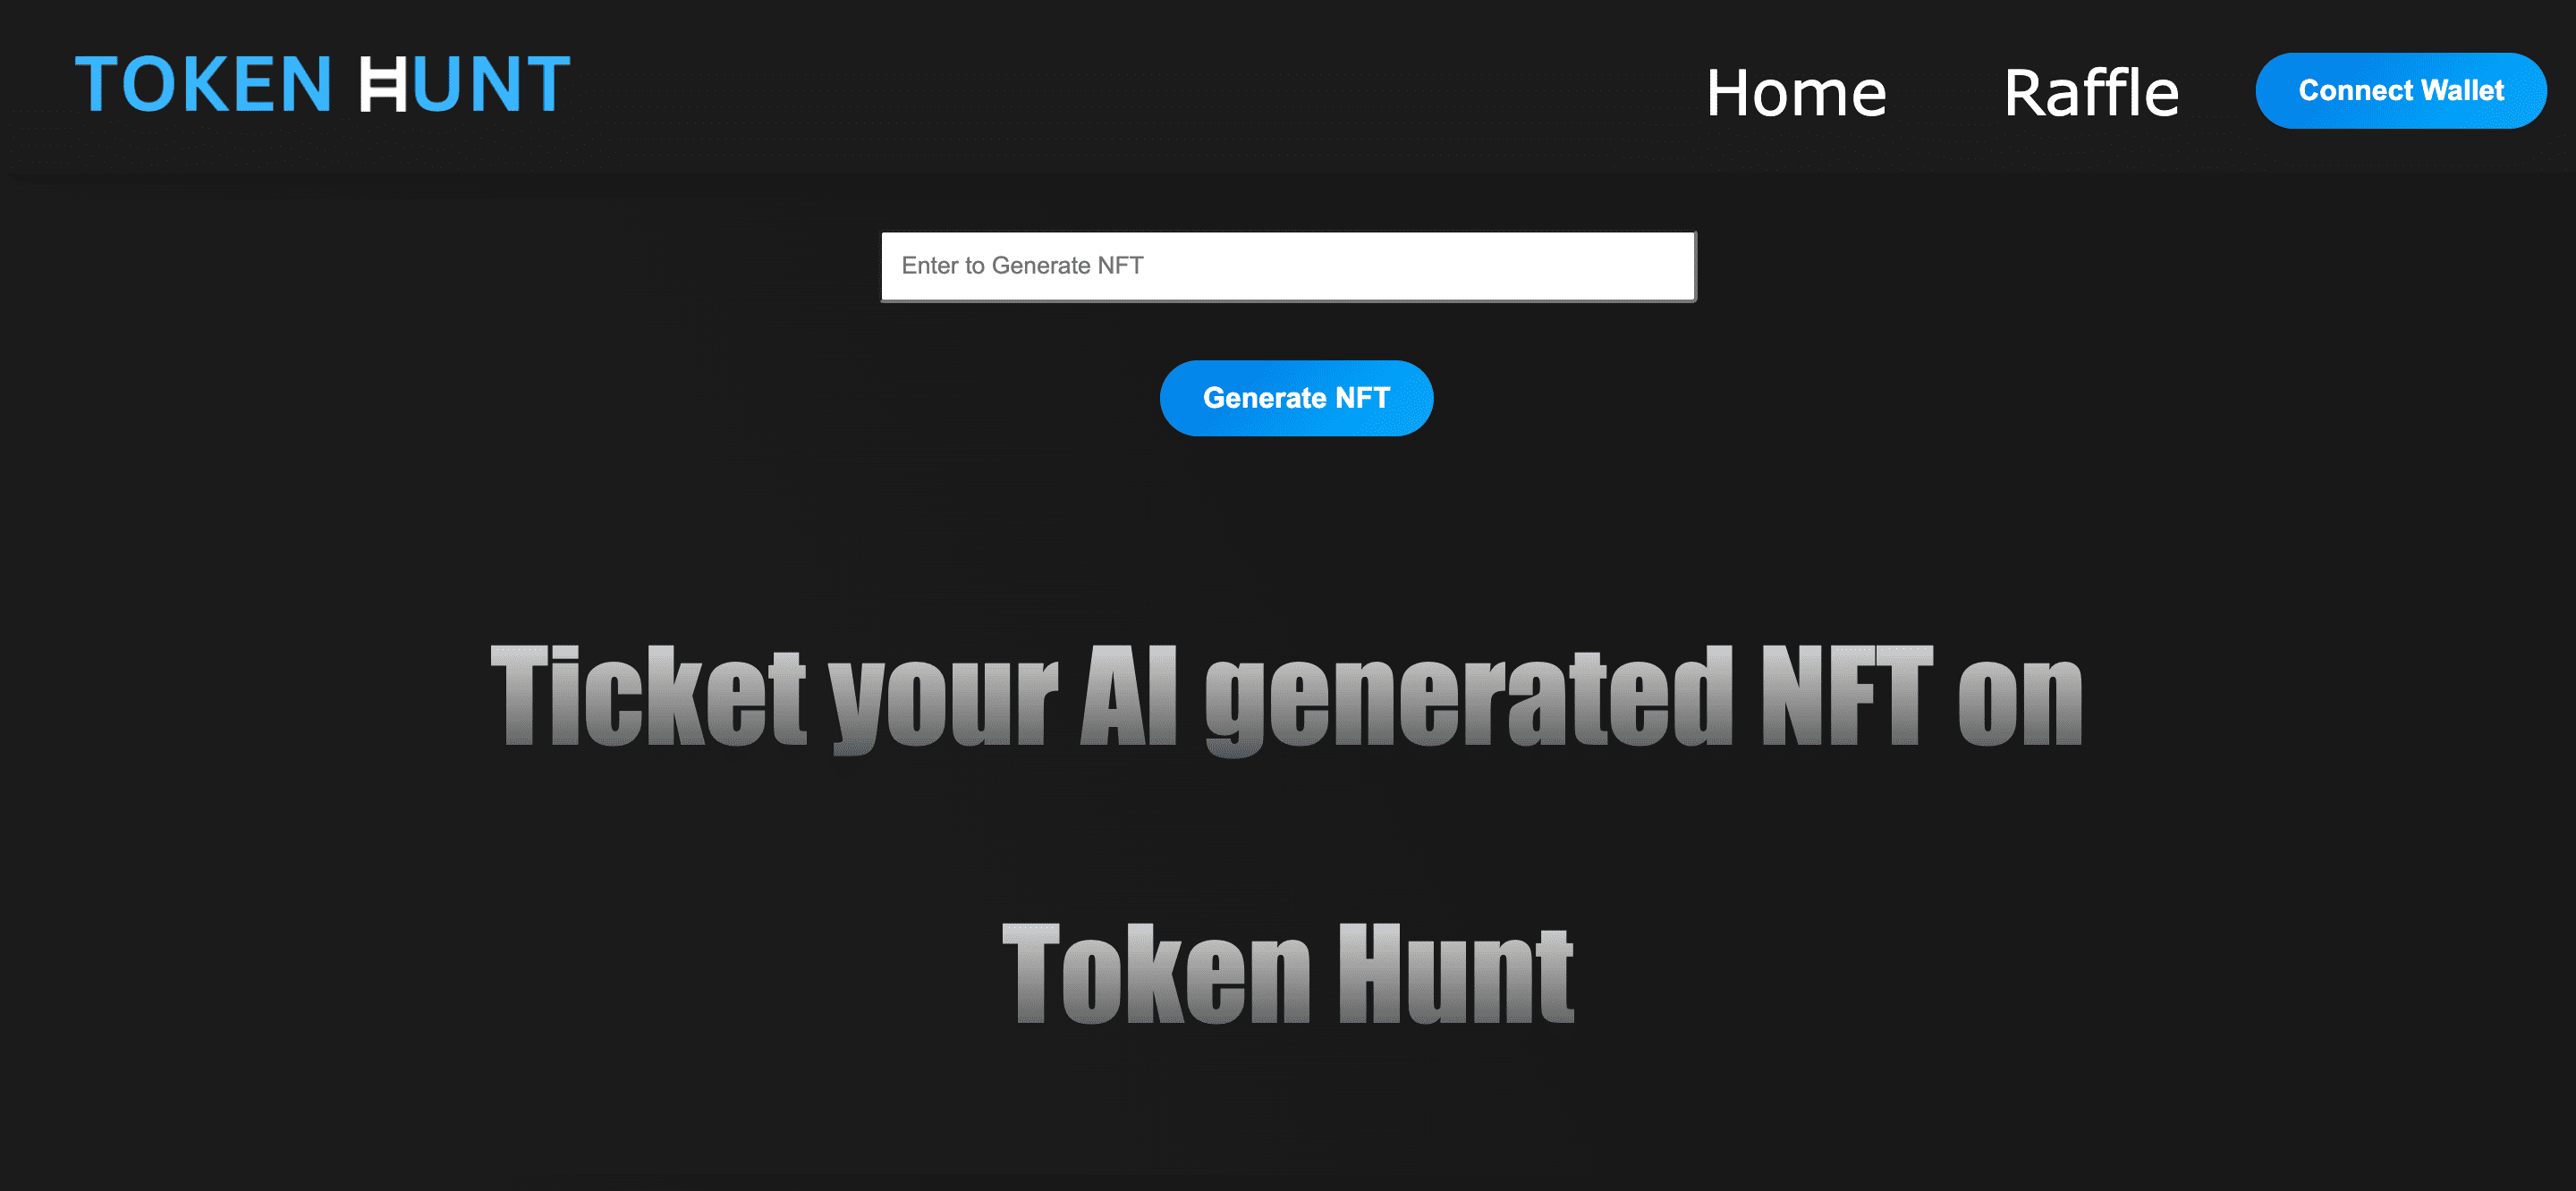 TOKEN HUNT
Home Raffle Connect Wallet
Enter to Generate NFT
Generate NFT
Ticket your AI generated NFT on
Token Hunt